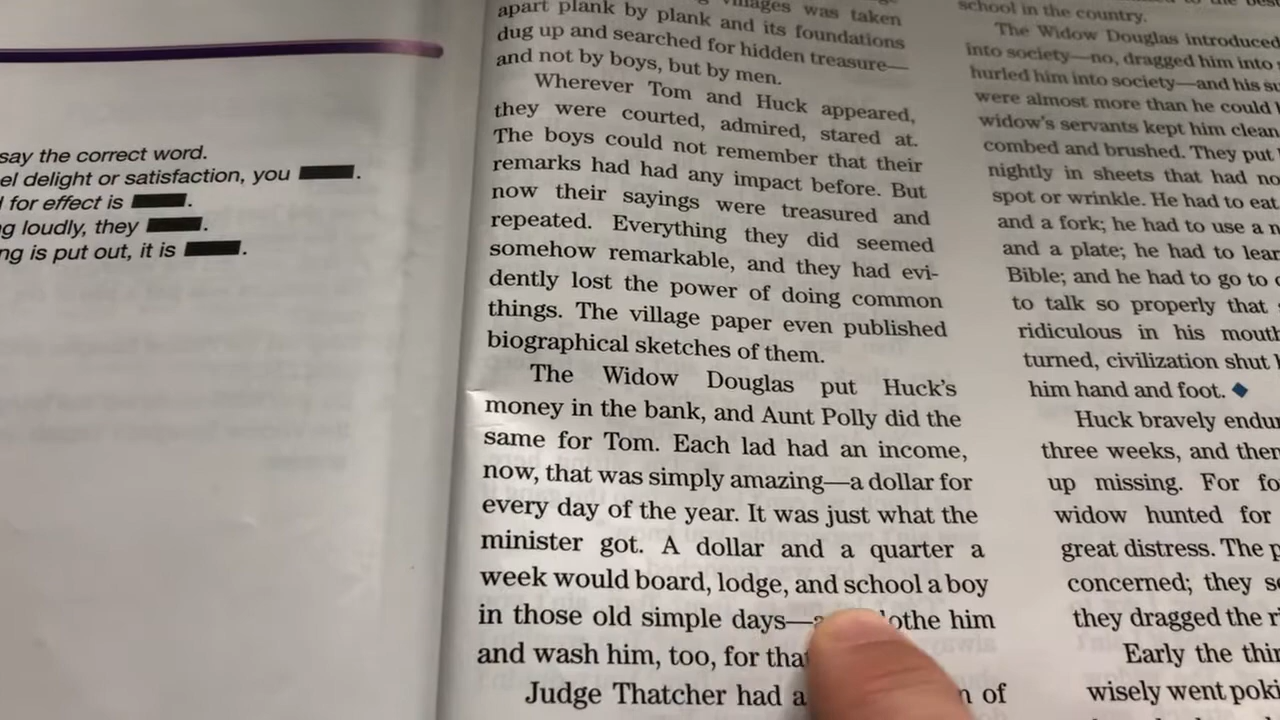 say the correct word.
el delight or satisfaction, you
for effect is
g loudly, they
ng is put out, it is
villages was taken
apart plank by plank and its foundations
dug up and searched for hidden treasure—
and not by boys, but by men.
Wherever Tom and Huck appeared,
they were courted, admired, stared at.
The boys could not remember that their
remarks had had any impact before. But
now their sayings were treasured and
repeated. Everything they did seemed
somehow remarkable, and they had evi-
dently lost the power of doing common
things. The village paper even published
biographical sketches of them.
The Widow Douglas put Huck's
money in the bank, and Aunt Polly did the
same for Tom. Each lad had an income,
now, that was simply amazing—a dollar for
every day of the year. It was just what the
minister got. A dollar and a quarter a
week would board, lodge, and school a boy
in those old simple days—a lothe him
and wash him, too, for that
Judge Thatcher had a n of
school in the country.
The Widow Douglas introduced
into society—no, dragged him into
hurled him into society—and his su
were almost more than he could
widow's servants kept him clean
combed and brushed. They put
nightly in sheets that had no
spot or wrinkle. He had to eat
and a fork; he had to use a n
and a plate; he had to lear
Bible; and he had to go to
to talk so properly that
ridiculous in his mouth
turned, civilization shut
him hand and foot.
Huck bravely endu
three weeks, and then
up missing. For fo
widow hunted for
great distress. The p
concerned; they se
they dragged the r
Early the thir
wisely went poki